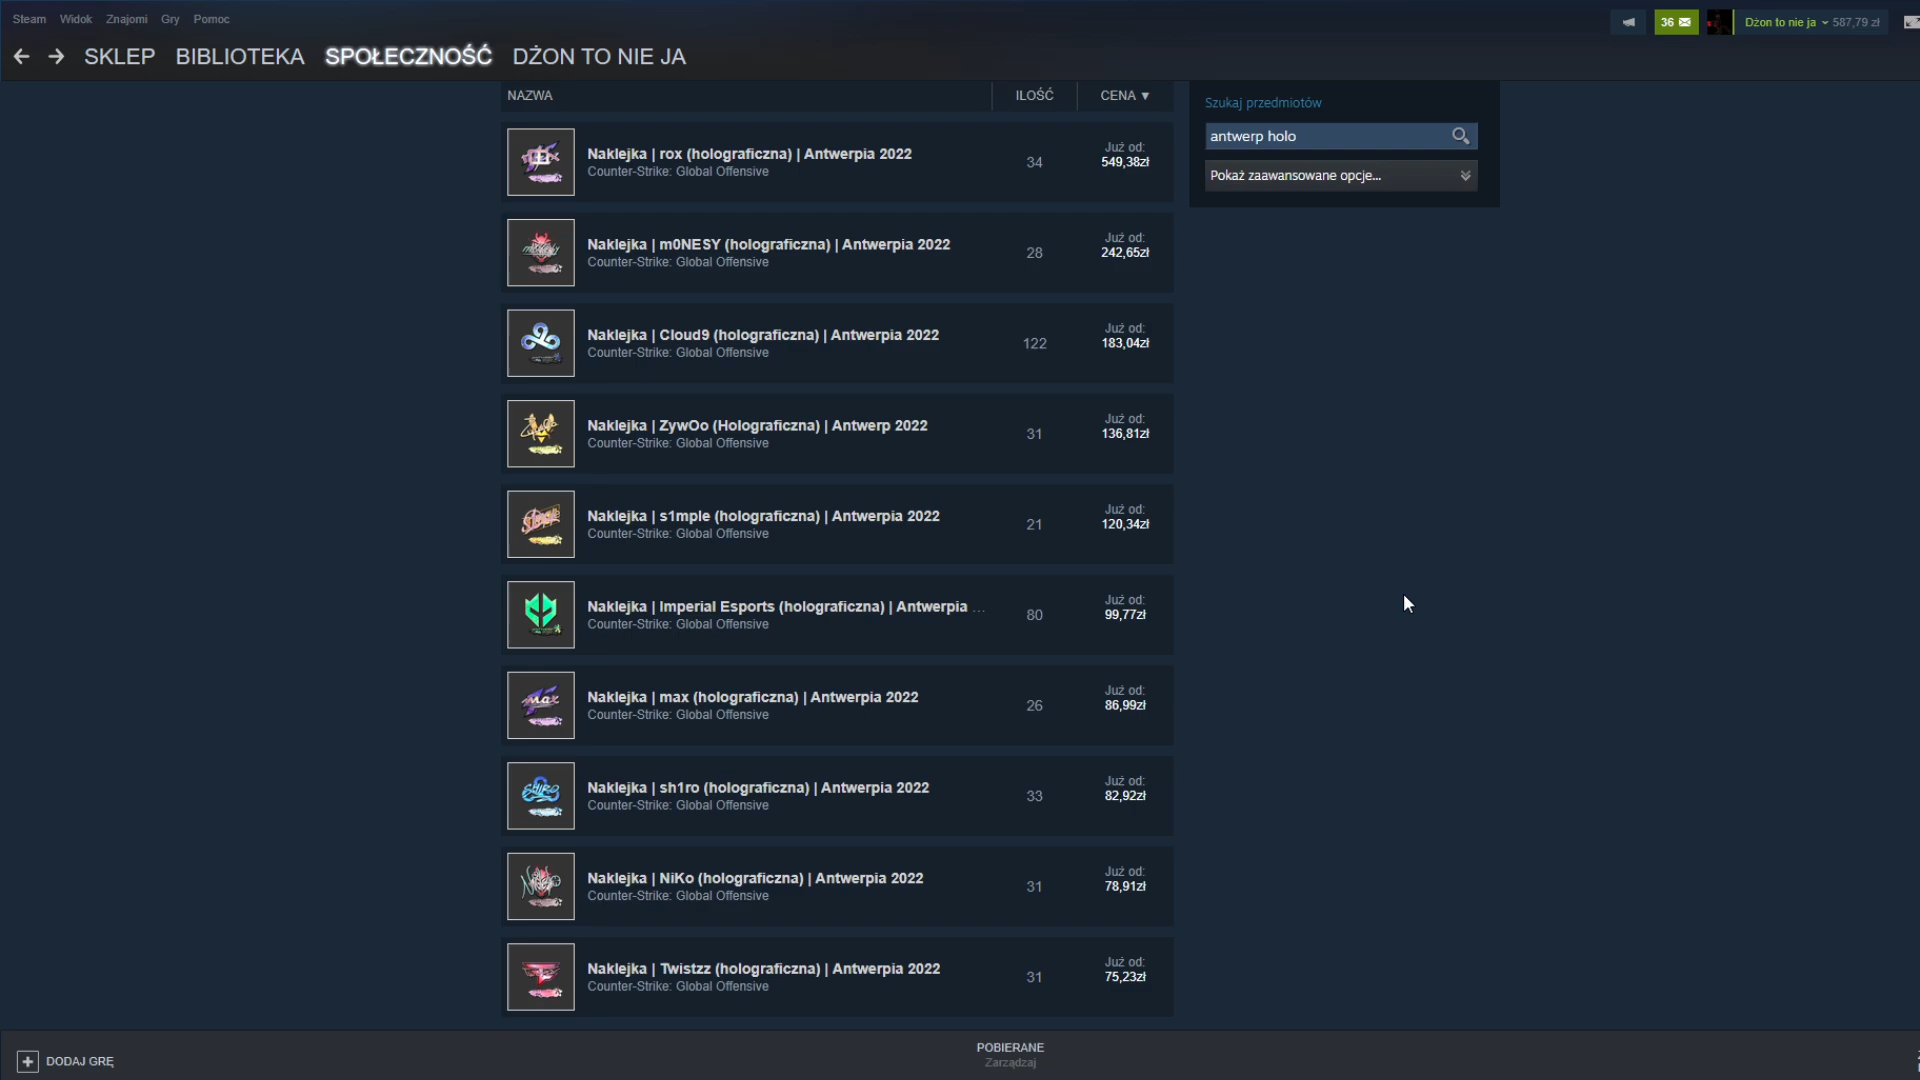 Steam Widok Znajomi Gry Pomoc
36
Dżon to nie ja 587,79 zł
SKLEP BIBLIOTEKA SPOŁECZNOŚĆ DŻON TO NIE JA
NAZWA ILOŚĆ CENA ▼
Szukaj przedmiotów
antwerp holo
Pokaż zaawansowane opcje...
Naklejka | rox (holograficzna) | Antwerpia 2022
Counter-Strike: Global Offensive
34
Już od:
549,38zł
Naklejka | m0NESY (holograficzna) | Antwerpia 2022
Counter-Strike: Global Offensive
28
Już od:
242,65zł
Naklejka | Cloud9 (holograficzna) | Antwerpia 2022
Counter-Strike: Global Offensive
122
Już od:
183,04zł
Naklejka | ZywOo (Holograficzna) | Antwerp 2022
Counter-Strike: Global Offensive
31
Już od:
136,81zł
Naklejka | s1mple (holograficzna) | Antwerpia 2022
Counter-Strike: Global Offensive
21
Już od:
120,34zł
Naklejka | Imperial Esports (holograficzna) | Antwerpia ...
Counter-Strike: Global Offensive
80
Już od:
99,77zł
Naklejka | max (holograficzna) | Antwerpia 2022
Counter-Strike: Global Offensive
26
Już od:
86,99zł
Naklejka | sh1ro (holograficzna) | Antwerpia 2022
Counter-Strike: Global Offensive
33
Już od:
82,92zł
Naklejka | NiKo (holograficzna) | Antwerpia 2022
Counter-Strike: Global Offensive
31
Już od:
78,91zł
Naklejka | Twistzz (holograficzna) | Antwerpia 2022
Counter-Strike: Global Offensive
31
Już od:
75,23zł
DODAJ GRĘ
POBIERANE
Zarządzaj